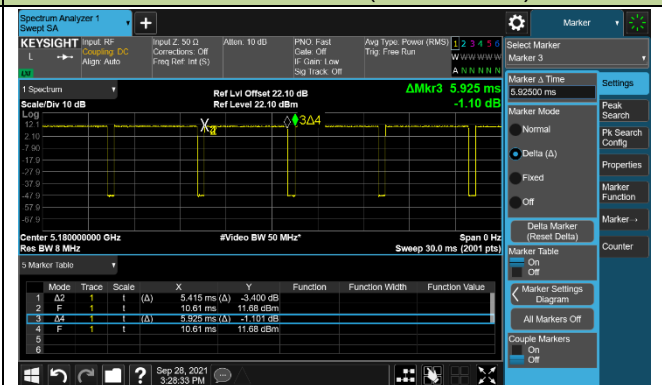 Spectrum Analyzer 1
Swept SA
+
Marker
KEYSIGHT
L
Input: RF
Coupling: DC
Align: Auto
Input Z: 50 Ω
Corrections: Off
Freq Ref: Int (S)
Atten: 10 dB
PNO: Fast
Gate: Off
IF Gain: Low
Sig Track: Off
Avg Type: Power (RMS)
Trig: Free Run
1 2 3 4 5 6
W W W W W W
A N N N N N
Select Marker
Marker 3
1 Spectrum
Scale/Div 10 dB
Log
Ref Lvl Offset 22.10 dB
Ref Level 22.10 dBm
ΔMkr3 5.925 ms
-1.10 dB
12.1
2.10
-7.90
-17.9
-27.9
-37.9
-47.9
-57.9
-67.9
3Δ4
Center 5.180000000 GHz
Res BW 8 MHz
#Video BW 50 MHz*
Span 0 Hz
Sweep 30.0 ms (2001 pts)
5 Marker Table
Mode Trace Scale X Y Function Function Width Function Value
1 Δ2 1 t (Δ) 5.415 ms (Δ) -3.400 dB
2 F 1 t 10.61 ms 11.68 dBm
3 Δ4 1 t (Δ) 5.925 ms (Δ) -1.101 dB
4 F 1 t 10.61 ms 11.68 dBm
5
6
Marker Δ Time
5.92500 ms
Marker Mode
Normal
Delta (Δ)
Fixed
Off
Delta Marker
(Reset Delta)
Marker Table
On
Off
Marker Settings
Diagram
All Markers Off
Couple Markers
On
Off
Settings
Peak
Search
Pk Search
Config
Properties
Marker
Function
Marker→
Counter
?
Sep 28, 2021
3:28:33 PM